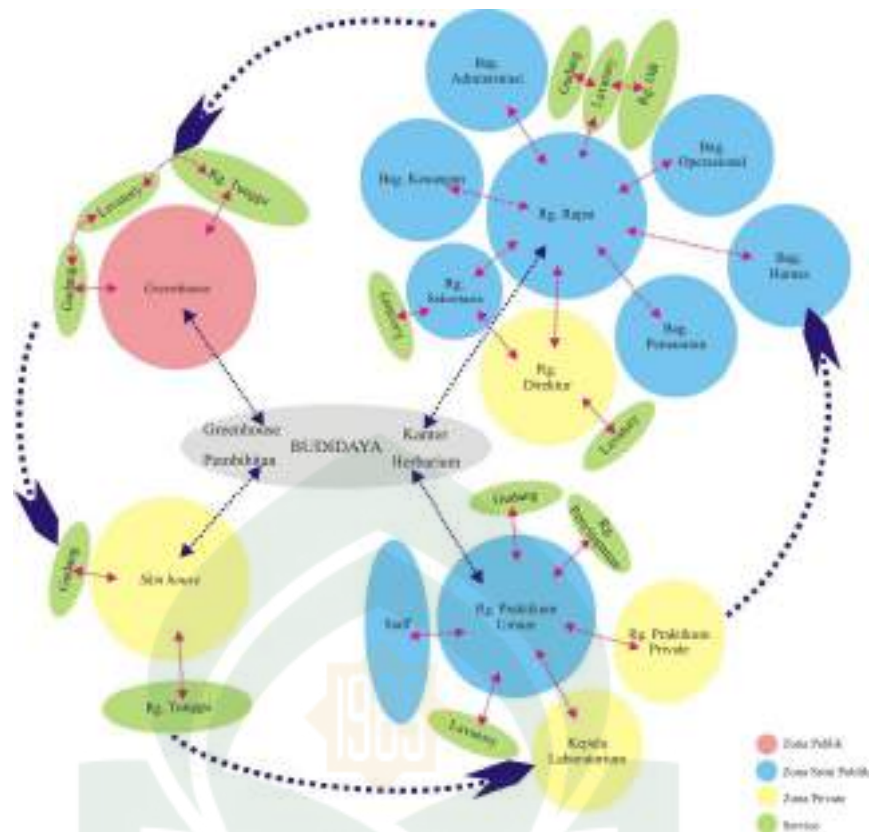 Bag.
Administrasi
Gudang
Lavatory
Bag.
Operasional
Lavatory
Rg. Tunggu
Bag. Keuangan
Rg. Rapat
Gudang
Greenhouse
Bag.
Humas
Rg.
Sekretaris
Lavatory
Bag.
Pemasaran
Rg.
Direktur
Lavatory
Greenhouse
Pembibitan
BUDIDAYA
Kantor
Herbarium
Gudang
Gudang
Rg.
Skin house
Staff
Rg. Praktikum
Umum
Rg. Praktikum
Private
Rg. Tunggu
Lavatory
Kepala
Laboratorium
1985
Zona Publik
Zona Semi Publik
Zona Private
Service